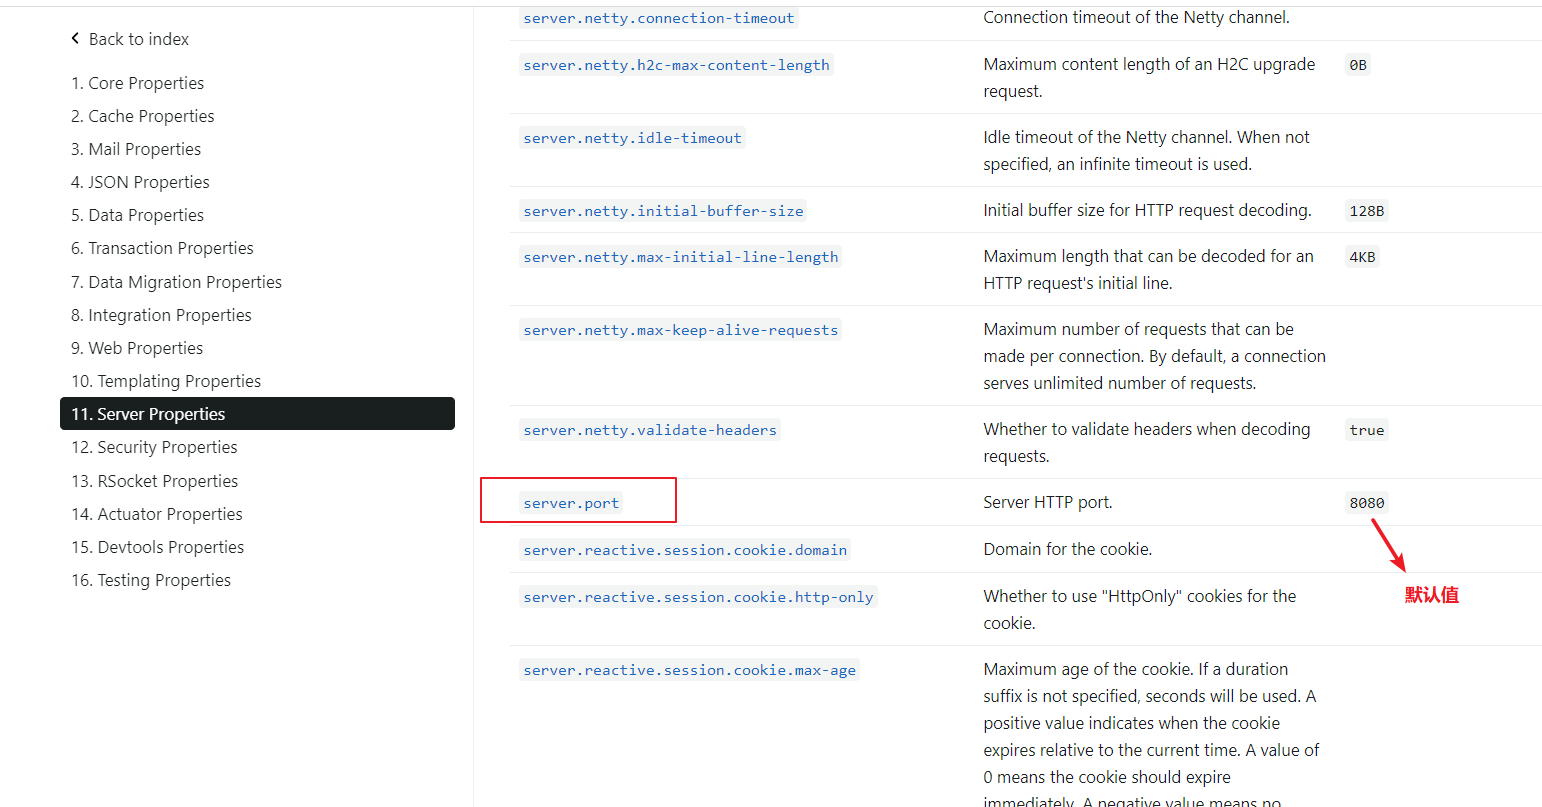 Back to index
1. Core Properties
2. Cache Properties
3. Mail Properties
4. JSON Properties
5. Data Properties
6. Transaction Properties
7. Data Migration Properties
8. Integration Properties
9. Web Properties
10. Templating Properties
11. Server Properties
12. Security Properties
13. RSocket Properties
14. Actuator Properties
15. Devtools Properties
16. Testing Properties
server.netty.connection-timeout
Connection timeout of the Netty channel.
server.netty.h2c-max-content-length
Maximum content length of an H2C upgrade
request.
0B
server.netty.idle-timeout
Idle timeout of the Netty channel. When not
specified, an infinite timeout is used.
server.netty.initial-buffer-size
Initial buffer size for HTTP request decoding.
128B
server.netty.max-initial-line-length
Maximum length that can be decoded for an
HTTP request's initial line.
4KB
server.netty.max-keep-alive-requests
Maximum number of requests that can be
made per connection. By default, a connection
serves unlimited number of requests.
server.netty.validate-headers
Whether to validate headers when decoding
requests.
true
server.port
Server HTTP port.
8080
默认值
server.reactive.session.cookie.domain
Domain for the cookie.
server.reactive.session.cookie.http-only
Whether to use "HttpOnly" cookies for the
cookie.
server.reactive.session.cookie.max-age
Maximum age of the cookie. If a duration
suffix is not specified, seconds will be used. A
positive value indicates when the cookie
expires relative to the current time. A value of
0 means the cookie should expire
immediately. A negative value means no